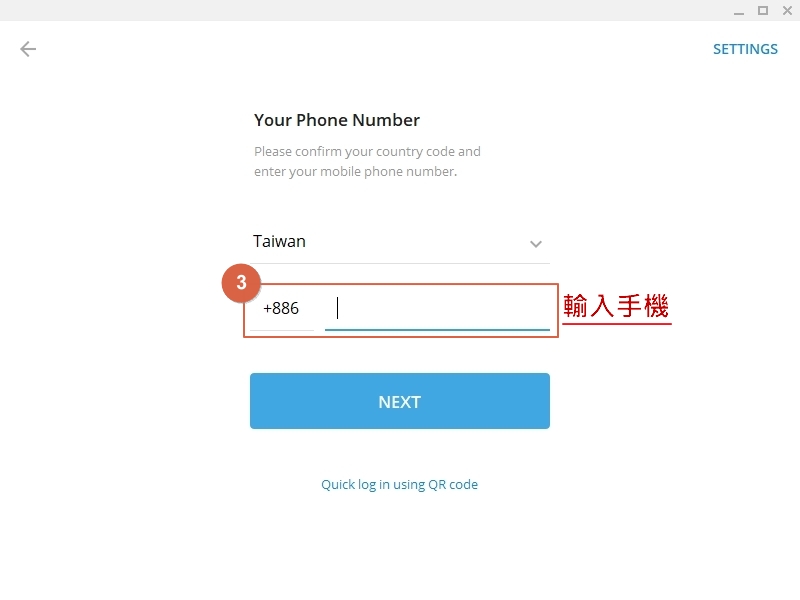 SETTINGS
Your Phone Number
Please confirm your country code and
enter your mobile phone number.
Taiwan
3
+886
輸入手機
NEXT
Quick log in using QR code